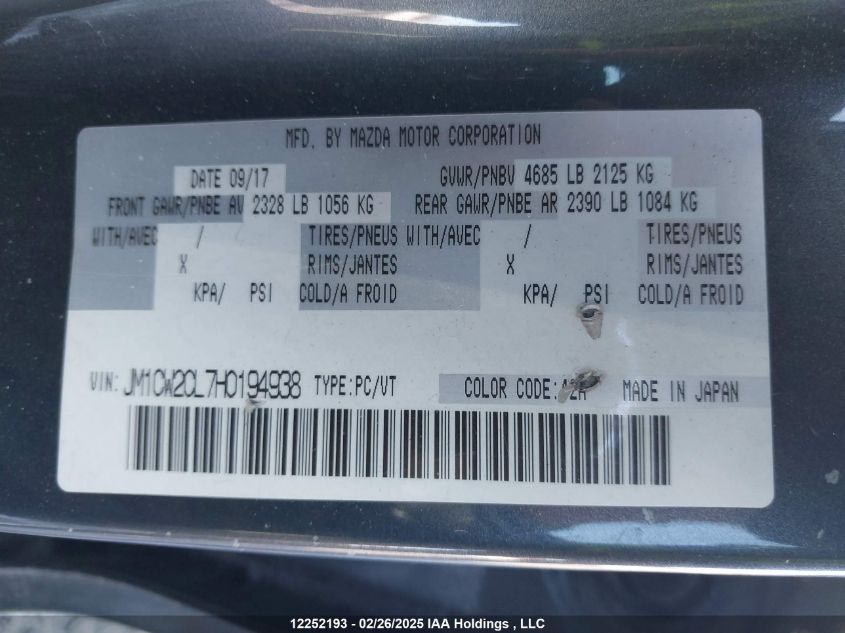 MFD. BY MAZDA MOTOR CORPORATION
DATE 09/17 GVWR/PNBV 4685 LB 2125 KG
FRONT GAWR/PNBE AV 2328 LB 1056 KG REAR GAWR/PNBE AR 2390 LB 1084 KG
WITH/AVEC / TIRES/PNEUS WITH/AVEC / TIRES/PNEUS
X RIMS/JANTES X RIMS/JANTES
KPA/ PSI COLD/A FROID KPA/ PSI COLD/A FROID
VIN: JM1CW2CL7H0194938 TYPE:PC/VT COLOR CODE: MADE IN JAPAN
12252193 - 02/26/2025 IAA Holdings , LLC